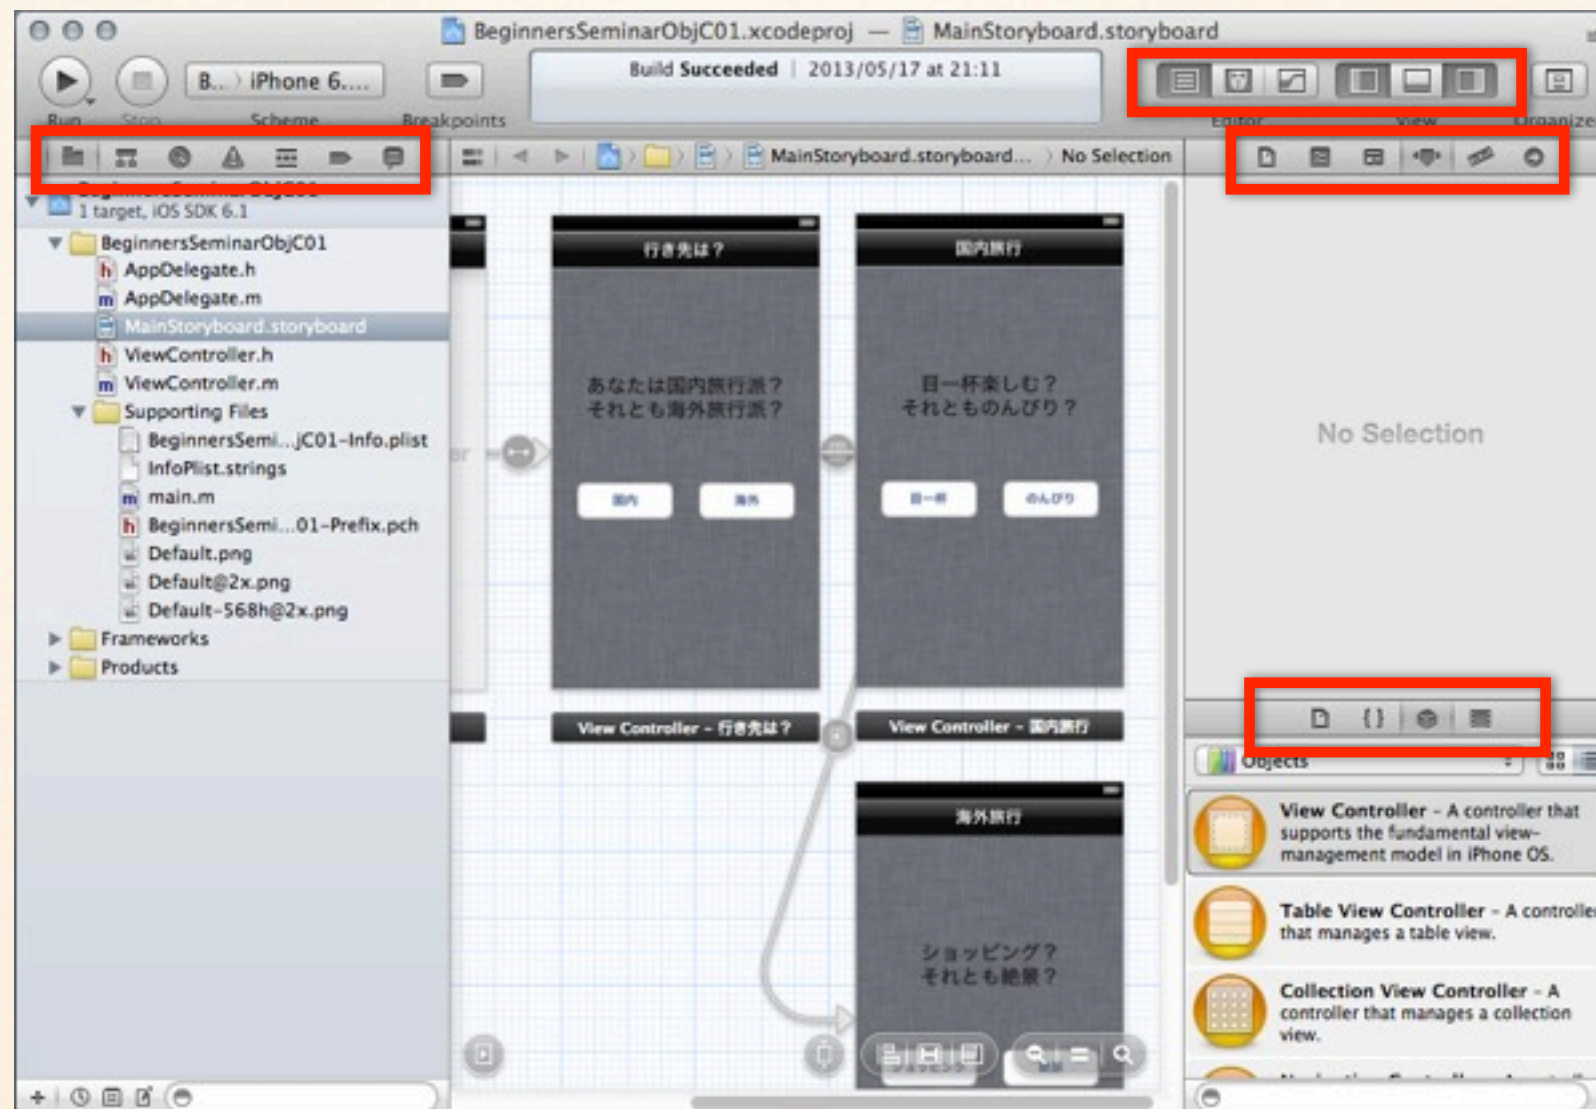 BeginnersSeminarObjC01.xcodeproj — MainStoryboard.storyboard
Build Succeeded | 2013/05/17 at 21:11
B... 〉 iPhone 6....
Run
Stop
Scheme
Breakpoints
Editor
View
Organizer
MainStoryboard.storyboard... 〉 No Selection
BeginnersSeminarObjC01
1 target, iOS SDK 6.1
BeginnersSeminarObjC01
h AppDelegate.h
m AppDelegate.m
MainStoryboard.storyboard
h ViewController.h
m ViewController.m
Supporting Files
BeginnersSemi...jC01-Info.plist
InfoPlist.strings
m main.m
h BeginnersSemi...01-Prefix.pch
Default.png
Default@2x.png
Default-568h@2x.png
Frameworks
Products
行き先は？
あなたは国内旅行派？
それとも海外旅行派？
国内
海外
View Controller - 行き先は？
国内旅行
目一杯楽しむ？
それとものんびり？
目一杯
のんびり
View Controller - 国内旅行
海外旅行
ショッピング？
それとも絶景？
No Selection
{ }
Objects
View Controller - A controller that
supports the fundamental view-
management model in iPhone OS.
Table View Controller - A controller
that manages a table view.
Collection View Controller - A
controller that manages a collection
view.